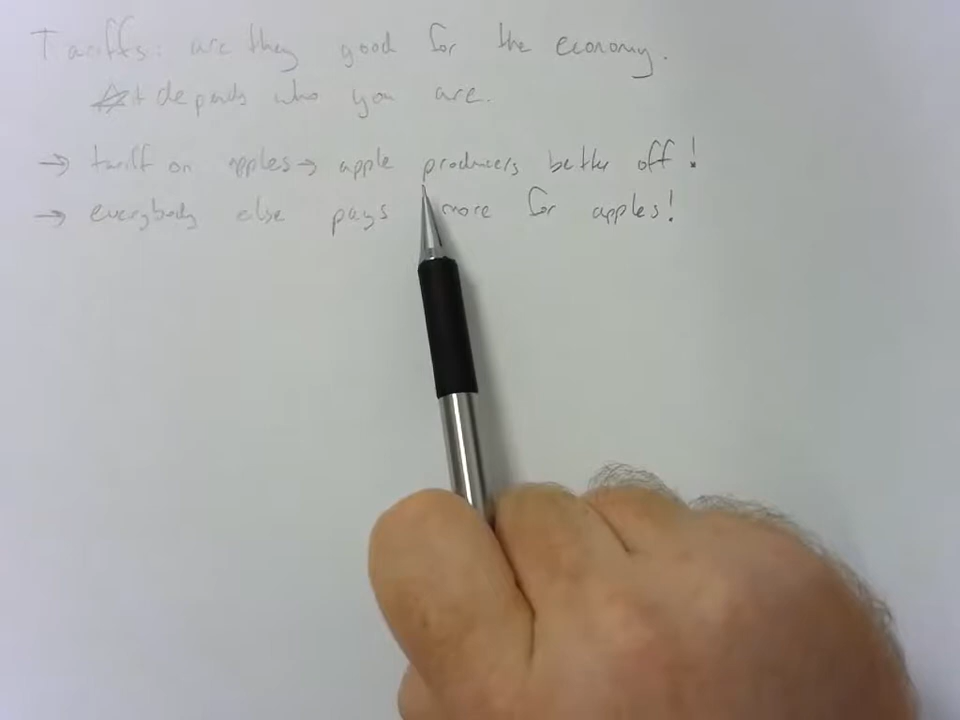 Tariffs: are they good for the economy.
It depends who you are.
→ tariff on apples → apple producers better off!
→ everybody else pays more for apples!